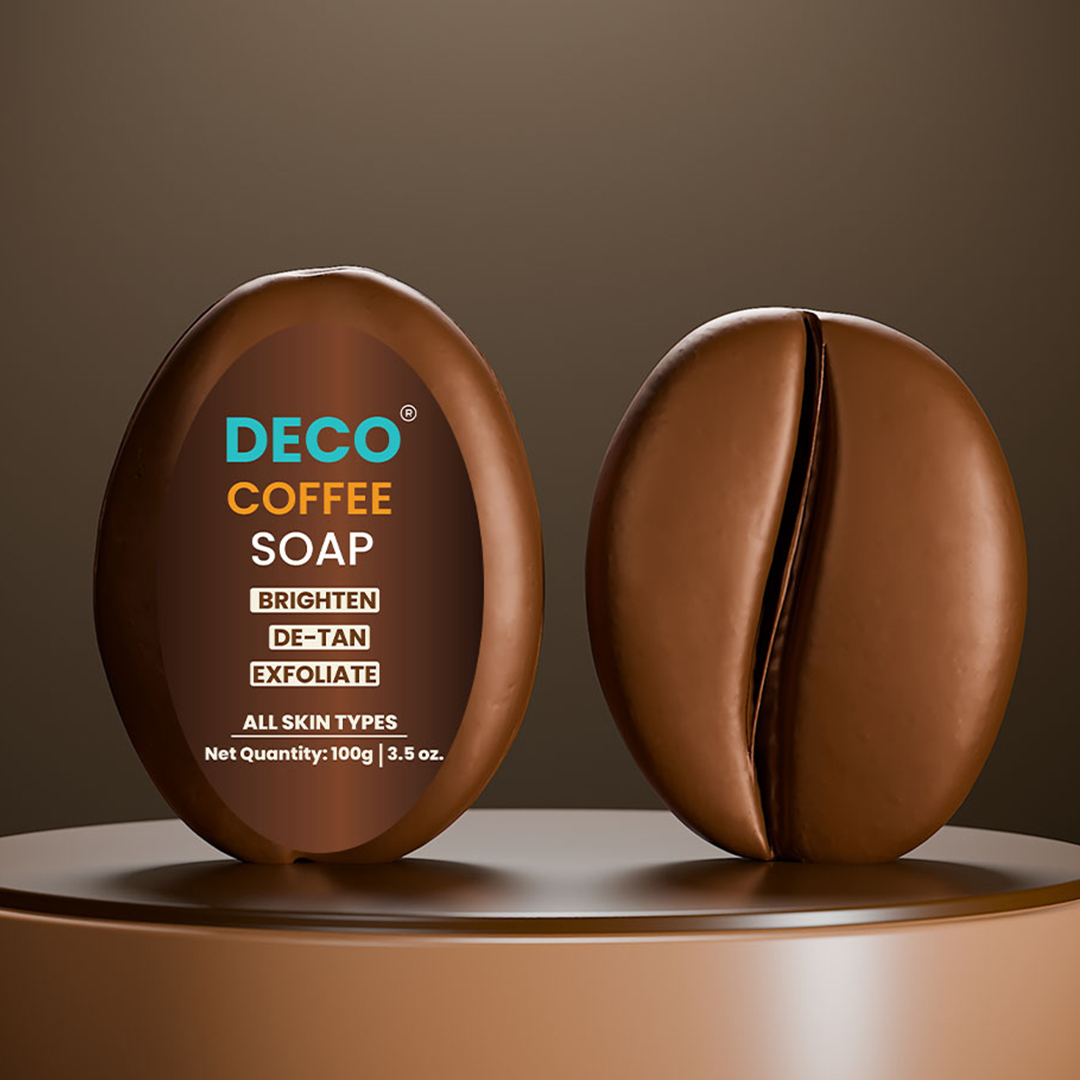 DECO®
COFFEE
SOAP
BRIGHTEN
DE-TAN
EXFOLIATE
ALL SKIN TYPES
Net Quantity: 100g | 3.5 oz.